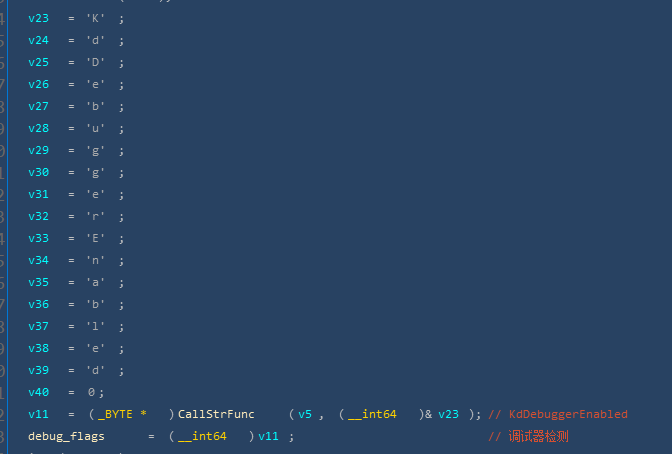 v23 = 'K' ;
v24 = 'd' ;
v25 = 'D' ;
v26 = 'e' ;
v27 = 'b' ;
v28 = 'u' ;
v29 = 'g' ;
v30 = 'g' ;
v31 = 'e' ;
v32 = 'r' ;
v33 = 'E' ;
v34 = 'n' ;
v35 = 'a' ;
v36 = 'b' ;
v37 = 'l' ;
v38 = 'e' ;
v39 = 'd' ;
v40 = 0;
v11 = (_BYTE * )CallStrFunc (v5 , (__int64 )& v23 ); // KdDebuggerEnabled
debug_flags = (__int64 )v11 ; // 调试器检测